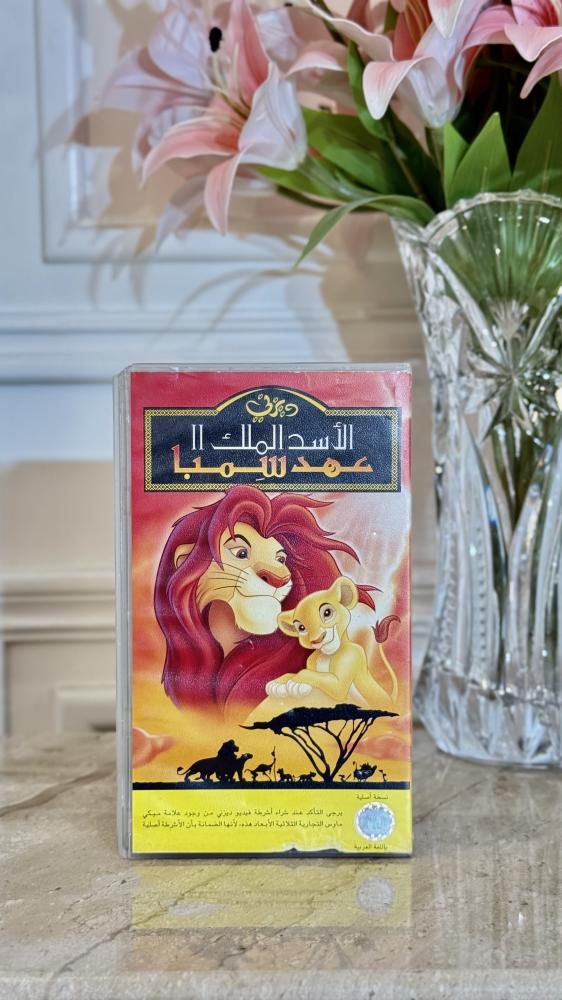 ديزني
الأسد الملك II
عهد سِمبا
نسخة أصلية
يرجى التأكد عند شراء أشرطة فيديو ديزني من وجود علامة ميكي
ماوس التجارية الثلاثية الأبعاد هذه، لأنها الضمانة بأن الأشرطة أصلية
باللغة العربية